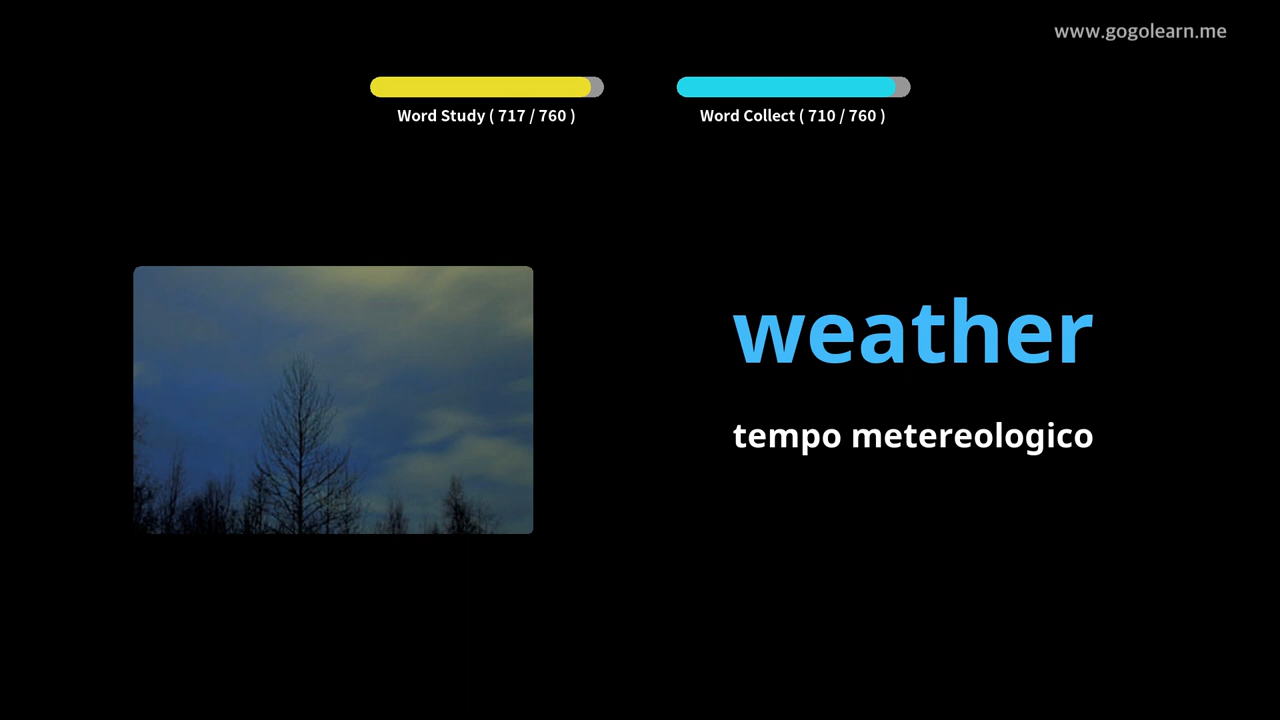 www.gogolearn.me
Word Study ( 717 / 760 )
Word Collect ( 710 / 760 )
weather
tempo metereologico